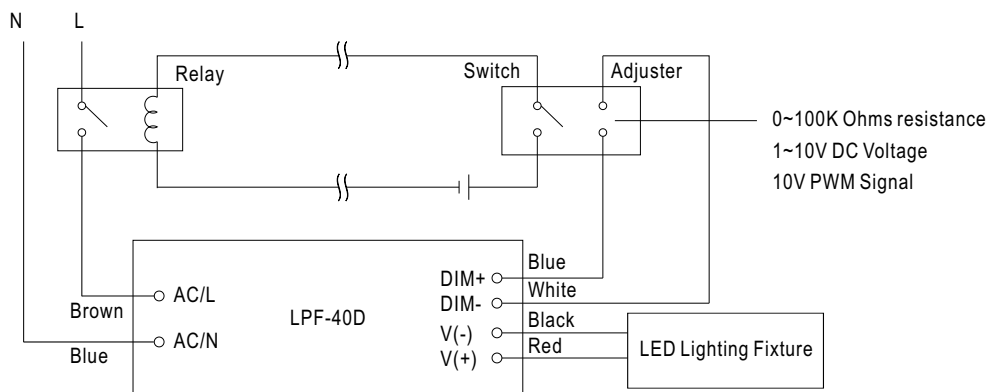 N
L
Relay
Switch
Adjuster
0~100K Ohms resistance
1~10V DC Voltage
10V PWM Signal
Brown
Blue
AC/L
AC/N
LPF-40D
DIM+
DIM-
V(-)
V(+)
Blue
White
Black
Red
LED Lighting Fixture